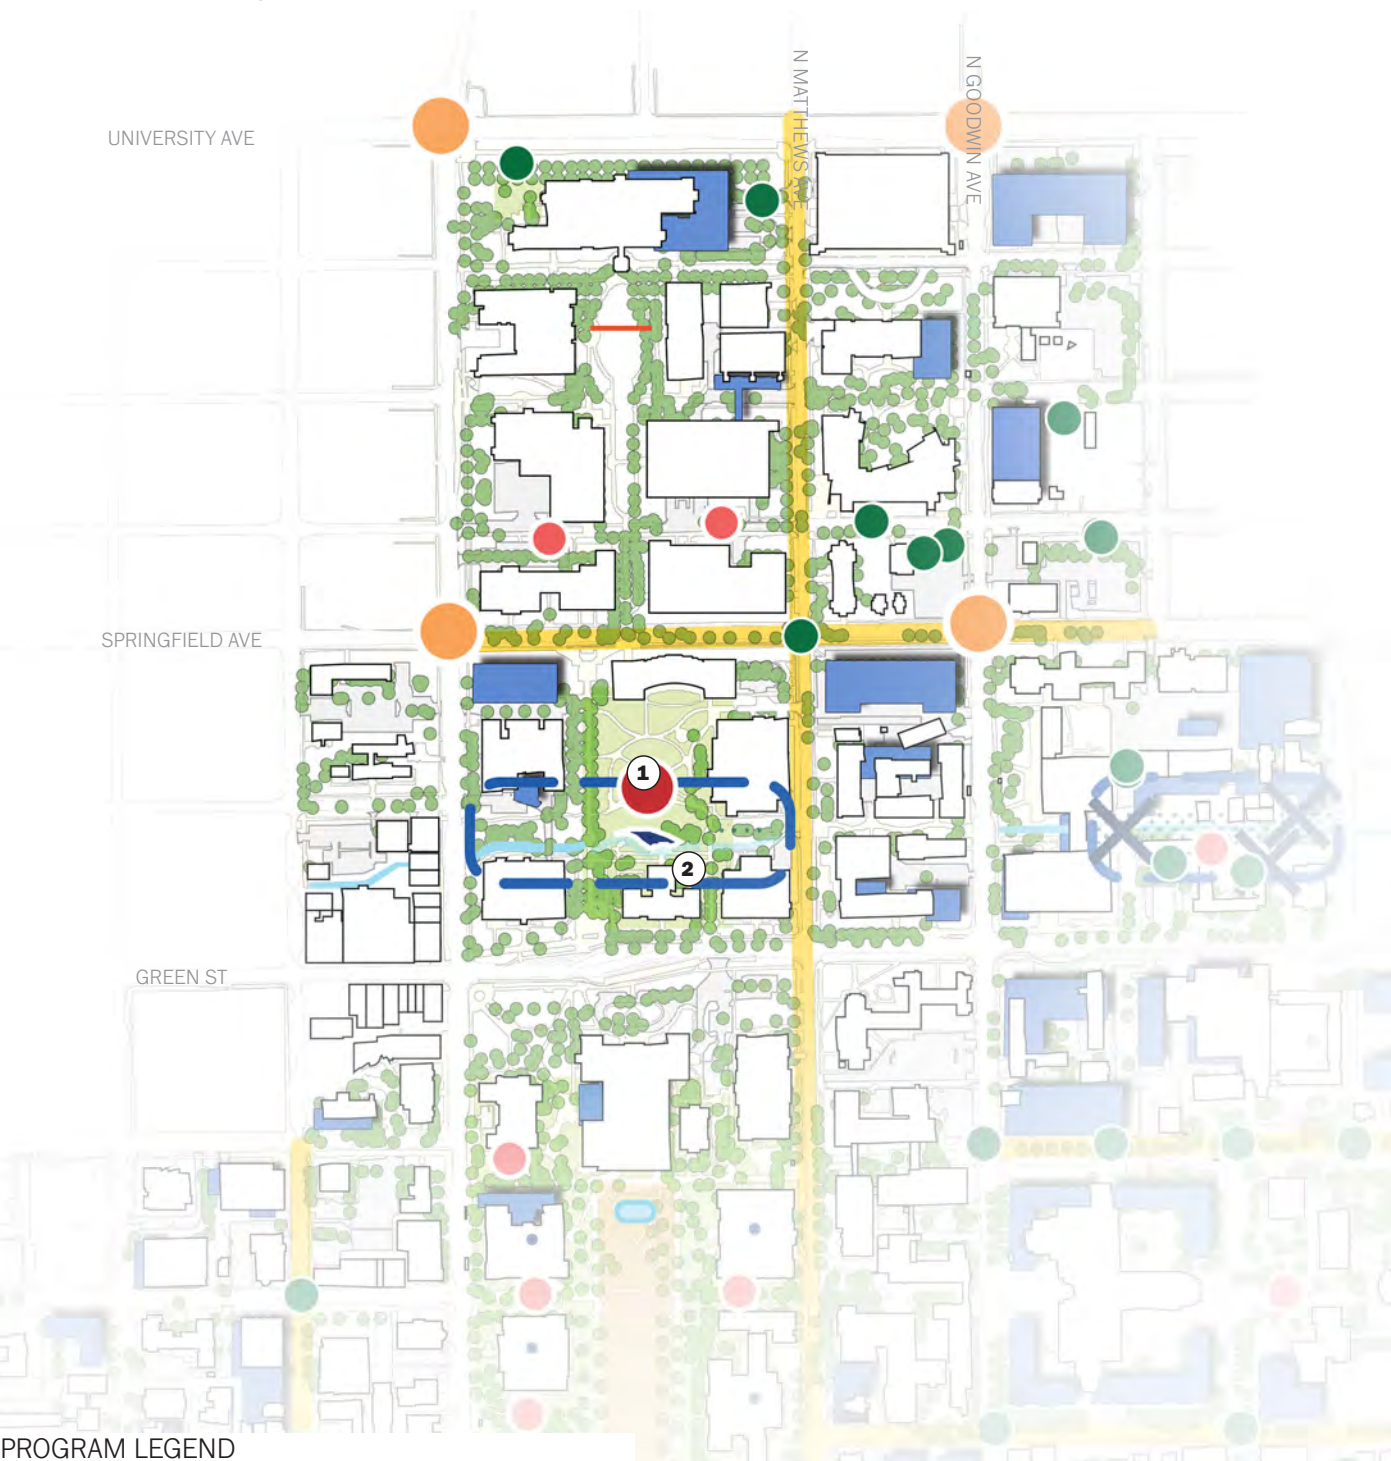 N MATTHEWS AVE
N GOODWIN AVE
UNIVERSITY AVE
SPRINGFIELD AVE
1
2
GREEN ST
PROGRAM LEGEND